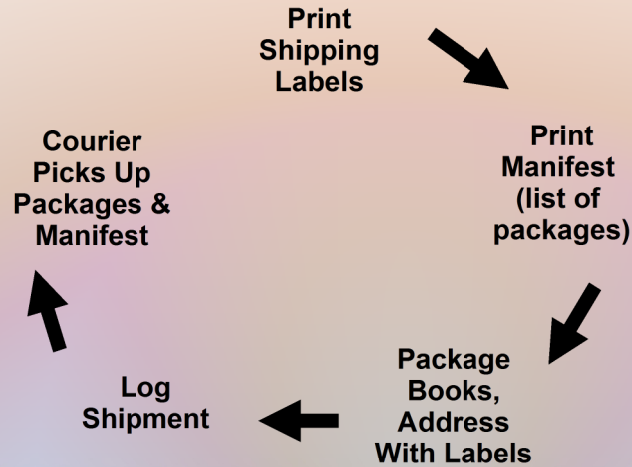 Print
Shipping
Labels
Print
Manifest
(list of
packages)
Package
Books,
Address
With Labels
Log
Shipment
Courier
Picks Up
Packages &
Manifest